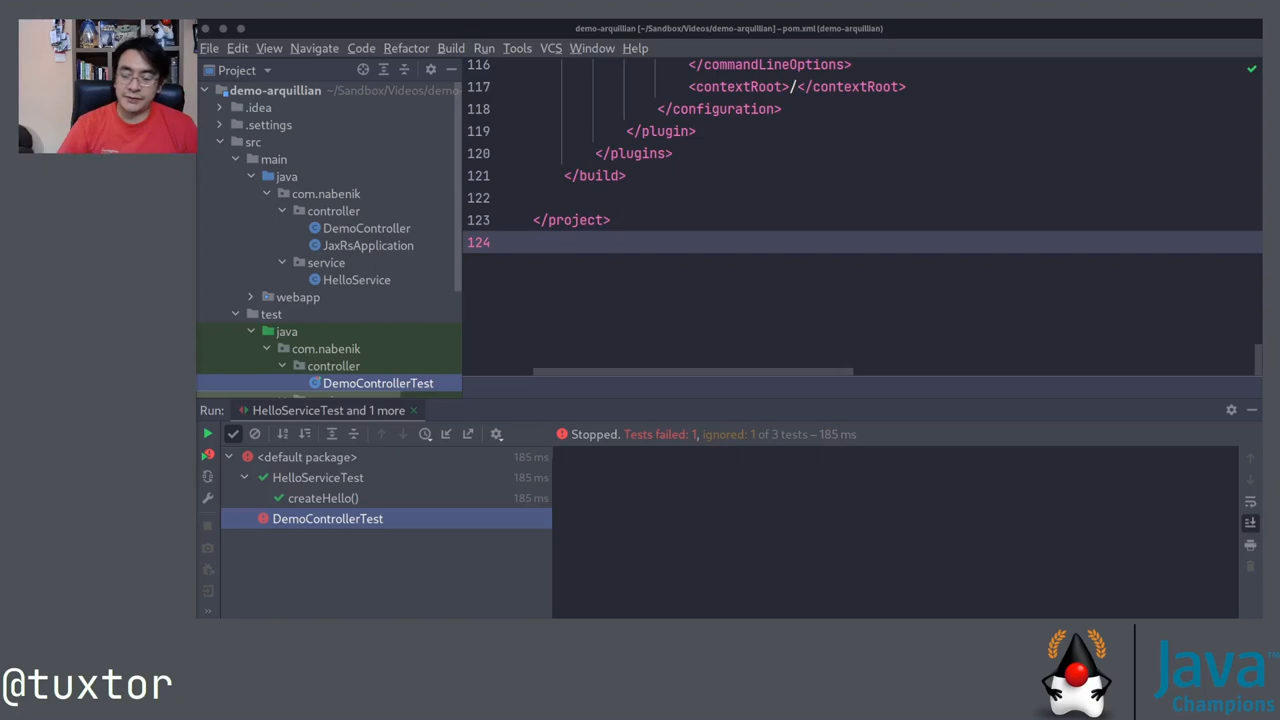 demo-arquillian [~/Sandbox/Videos/demo-arquillian] – pom.xml (demo-arquillian)
File Edit View Navigate Code Refactor Build Run Tools VCS Window Help
Project
demo-arquillian ~/Sandbox/Videos/demo-
.idea
.settings
src
main
java
com.nabenik
controller
DemoController
JaxRsApplication
service
HelloService
webapp
test
java
com.nabenik
controller
DemoControllerTest
116 </commandLineOptions>
117 <contextRoot>/</contextRoot>
118 </configuration>
119 </plugin>
120 </plugins>
121 </build>
122
123 </project>
124
Run: HelloServiceTest and 1 more
Stopped. Tests failed: 1, ignored: 1 of 3 tests – 185 ms
<default package> 185 ms
HelloServiceTest 185 ms
createHello() 185 ms
DemoControllerTest
@tuxtor
Java
Champions